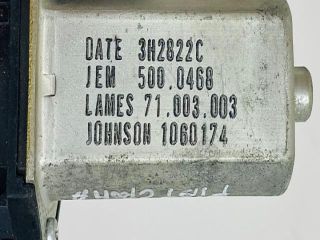 DATE 3H2822C
JEM 500.0468
LAMES 71.003.003
JOHNSON 1060174